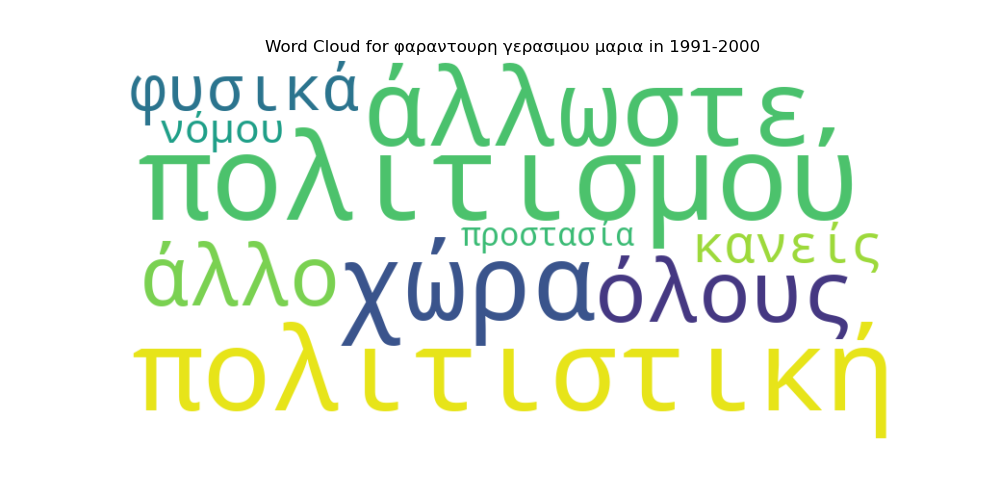 Word Cloud for φαραντουρη γερασιμου μαρια in 1991-2000
φυσικά άλλωστε
νόμου
πολιτισμού
προστασία κανείς
άλλο χώρα όλους
πολιτιστική